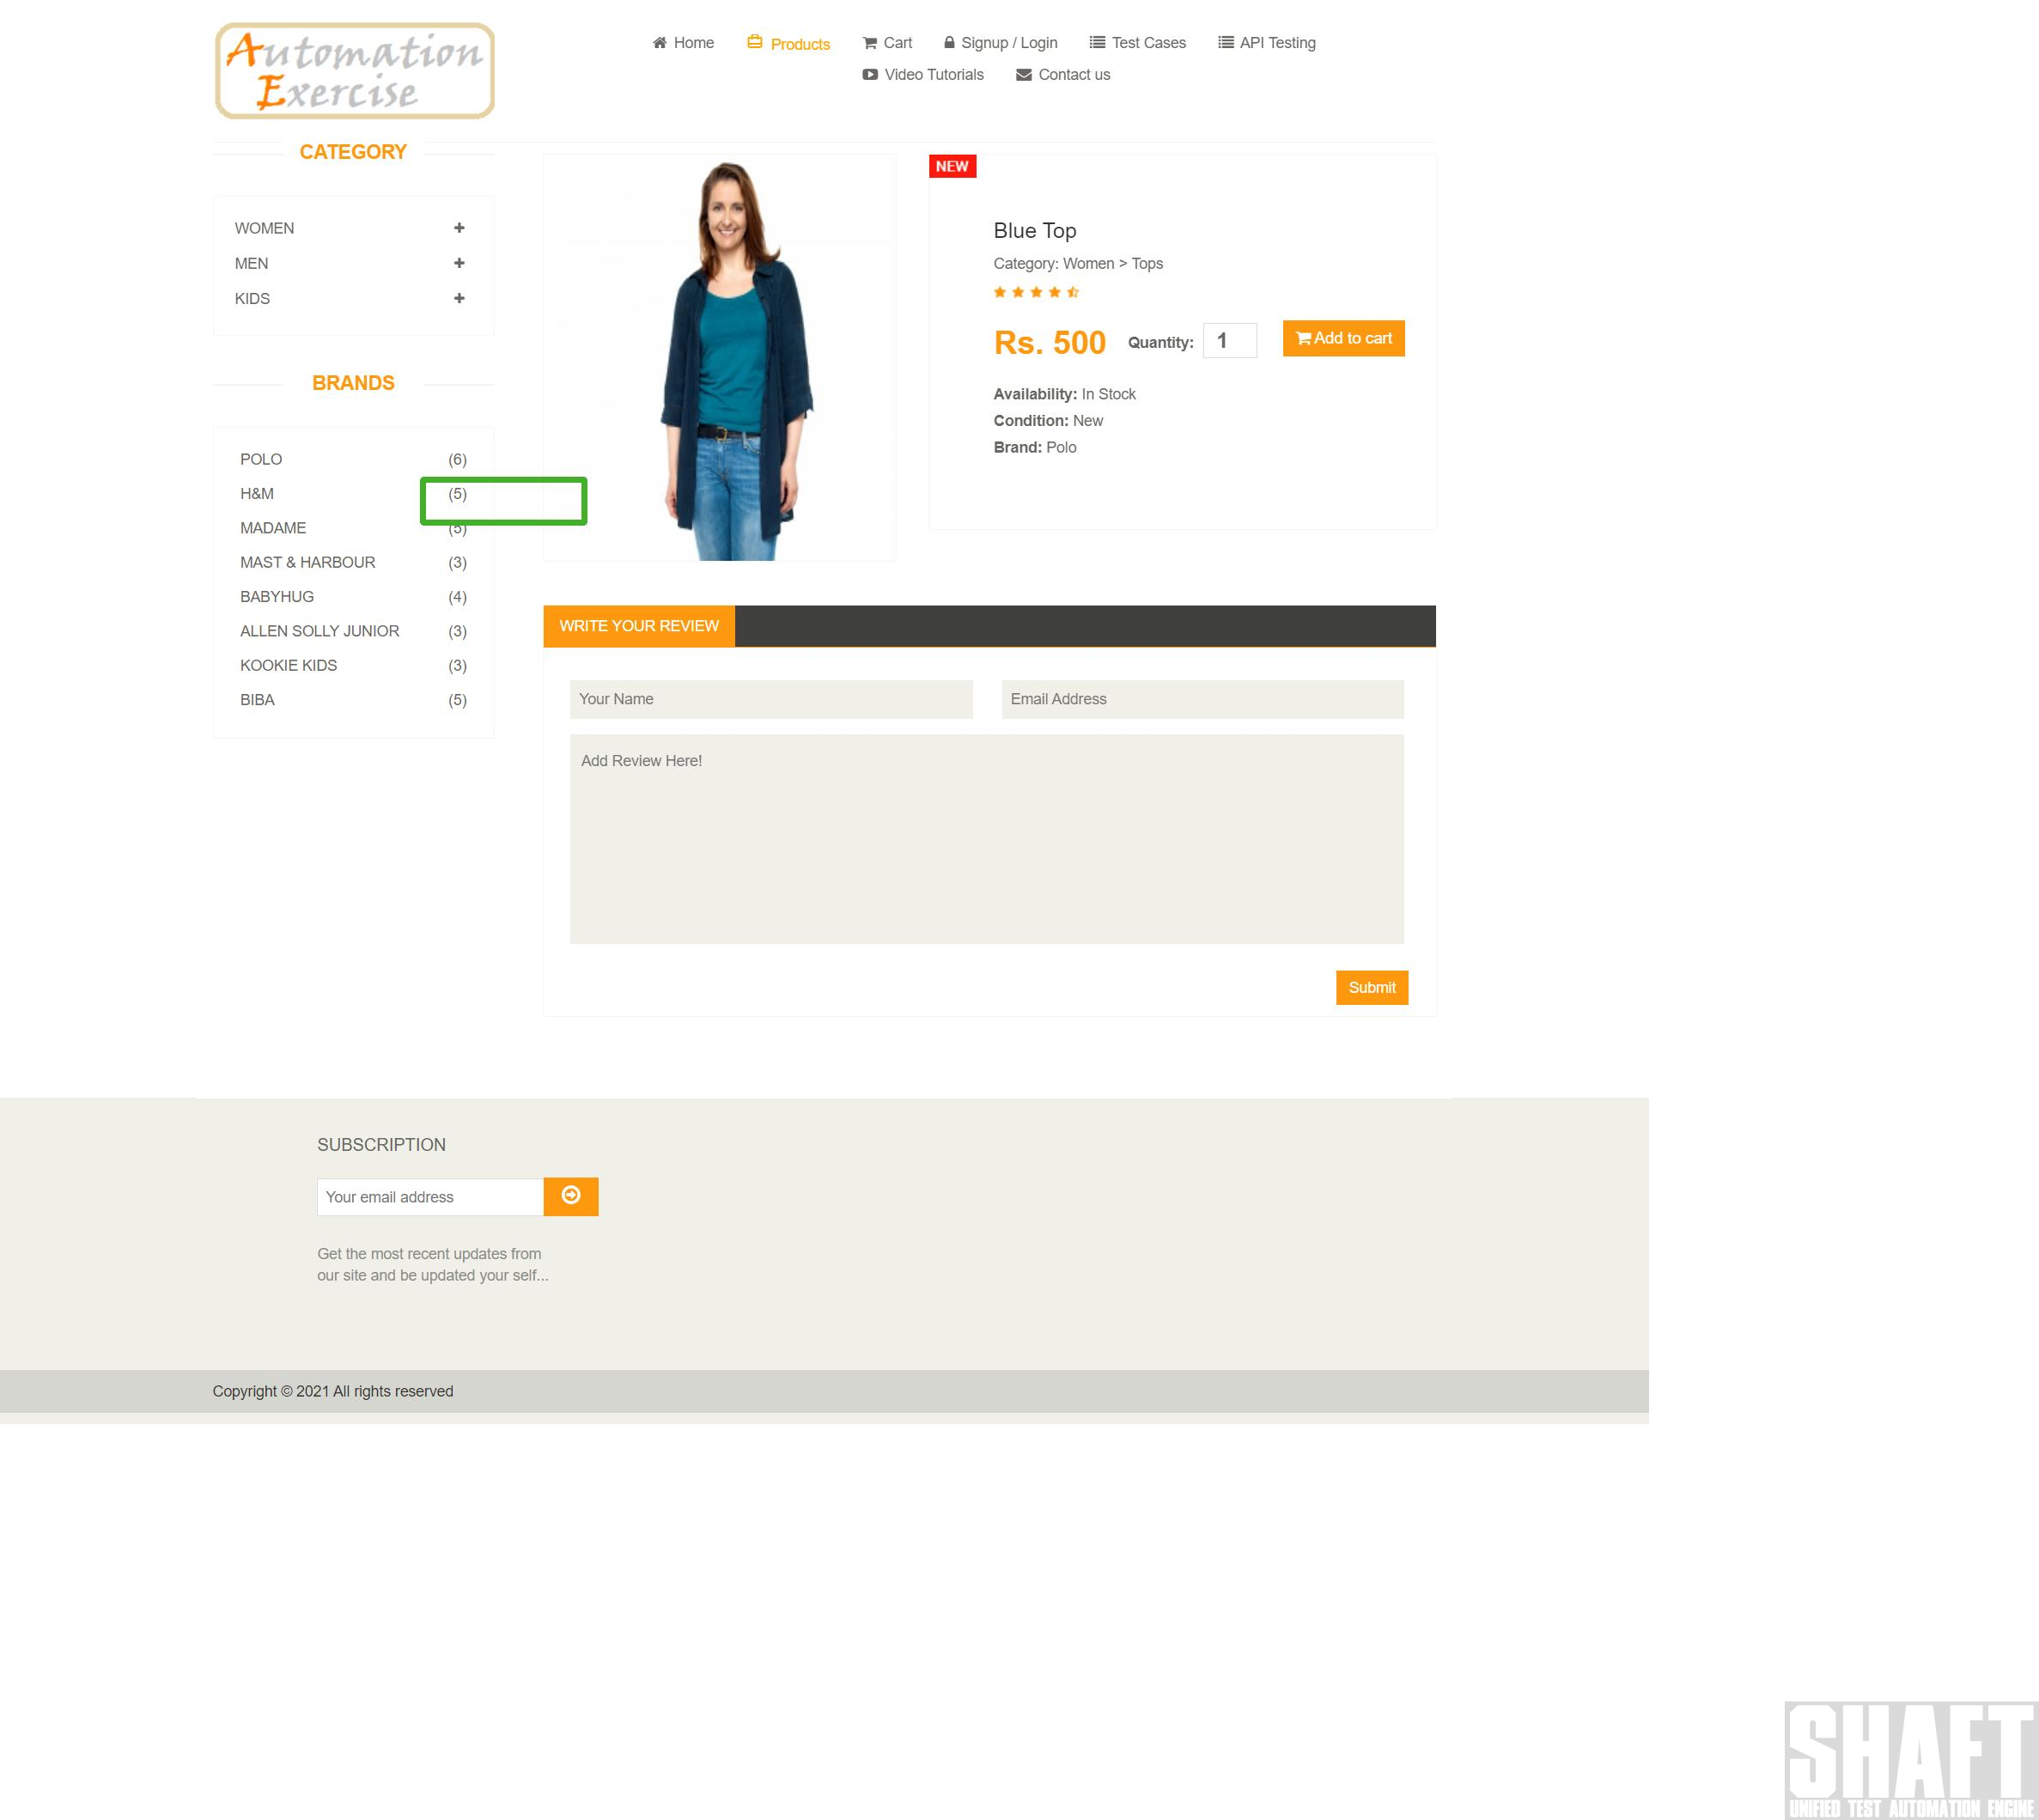 Automation
Exercise
Home
Products
Cart
Signup / Login
Test Cases
API Testing
Video Tutorials
Contact us
CATEGORY
WOMEN
MEN
KIDS
BRANDS
POLO (6)
H&M (5)
MADAME (5)
MAST & HARBOUR (3)
BABYHUG (4)
ALLEN SOLLY JUNIOR (3)
KOOKIE KIDS (3)
BIBA (5)
NEW
Blue Top
Category: Women > Tops
Rs. 500 Quantity: 1 Add to cart
Availability: In Stock
Condition: New
Brand: Polo
WRITE YOUR REVIEW
Your Name
Email Address
Add Review Here!
Submit
SUBSCRIPTION
Your email address
Get the most recent updates from
our site and be updated your self...
Copyright © 2021 All rights reserved
SHAFT
UNIFIED TEST AUTOMATION ENGINE